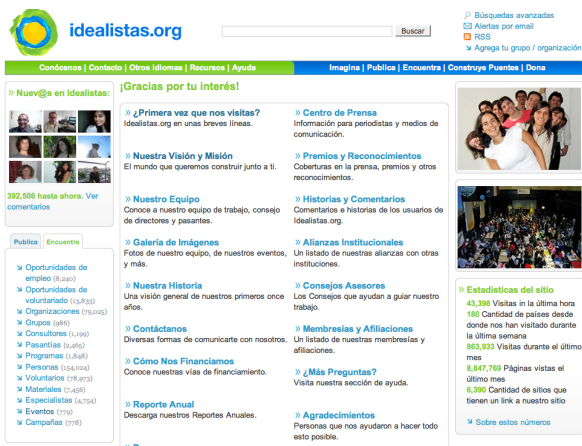 idealistas.org
Buscar
Búsquedas avanzadas
Alertas por email
RSS
Agrega tu grupo / organización
Conócenos | Contacto | Otros Idiomas | Recursos | Ayuda
Imagina | Publica | Encuentra | Construye Puentes | Dona
» Nuev@s en Idealistas:
392,506 hasta ahora. Ver
comentarios
Publica
Encuentra
Oportunidades de
empleo (8,240)
Oportunidades de
voluntariado (13,833)
Organizaciones (79,025)
Grupos (986)
Consultores (1,199)
Pasantías (2,465)
Programas (1,848)
Personas (154,024)
Voluntarios (78,973)
Materiales (7,456)
Especialistas (4,754)
Eventos (779)
Campañas (778)
¡Gracias por tu interés!
» ¿Primera vez que nos visitas?
Idealistas.org en unas breves líneas.
» Nuestra Visión y Misión
El mundo que queremos construir junto a ti.
» Nuestro Equipo
Conoce a nuestro equipo de trabajo, consejo
de directores y pasantes.
» Galería de Imágenes
Fotos de nuestro equipo, de nuestros eventos,
y más.
» Nuestra Historia
Una visión general de nuestros primeros once
años.
» Contáctanos
Diversas formas de comunicarte con nosotros.
» Cómo Nos Financiamos
Conoce nuestras vías de financiamiento.
» Reporte Anual
Descarga nuestros Reportes Anuales.
» Centro de Prensa
Información para periodistas y medios de
comunicación.
» Premios y Reconocimientos
Coberturas en la prensa, premios y otros
reconocimientos.
» Historias y Comentarios
Comentarios e historias de los usuarios de
Idealistas.org.
» Alianzas Institucionales
Un listado de nuestras alianzas con otras
instituciones.
» Consejos Asesores
Los Consejos que ayudan a guiar nuestro
trabajo.
» Membresías y Afiliaciones
Un listado de nuestras membresías y
afiliaciones.
» ¿Más Preguntas?
Visita nuestra sección de ayuda.
» Agradecimientos
Personas que nos ayudaron a hacer todo
esto posible.
» Estadísticas del sitio
43,398 Visitas in la última hora
180 Cantidad de países desde
donde nos han visitado durante
la última semana
863,933 Visitas durante el último
mes
8,847,769 Páginas vistas el
último mes
6,390 Cantidad de sitios que
tienen un link a nuestro sitio
Sobre estos números